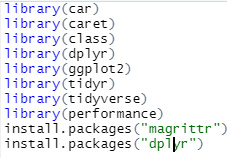 library(car)
library(caret)
library(class)
library(dplyr)
library(ggplot2)
library(tidyr)
library(tidyverse)
library(performance)
install.packages("magrittr")
install.packages("dplyr")